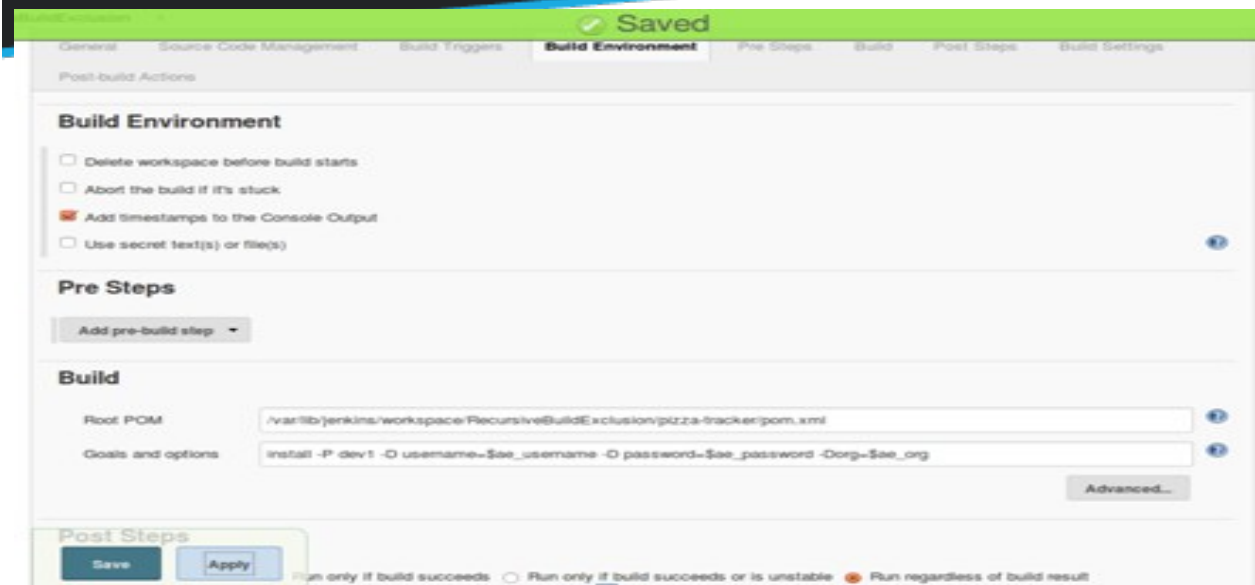 Saved
General Source Code Management Build Triggers Build Environment Pre Steps Build Post Steps Build Settings
Post-build Actions
Build Environment
Delete workspace before build starts
Abort the build if it's stuck
Add timestamps to the Console Output
Use secret text(s) or file(s)
Pre Steps
Add pre-build step
Build
Root POM /var/lib/jenkins/workspace/RecursiveBuildExclusion/pizza-tracker/pom.xml
Goals and options install -P dev1 -D username=$ae_username -D password=$ae_password -Dorg=$ae_org
Advanced...
Post Steps
Save Apply
Run only if build succeeds Run only if build succeeds or is unstable Run regardless of build result